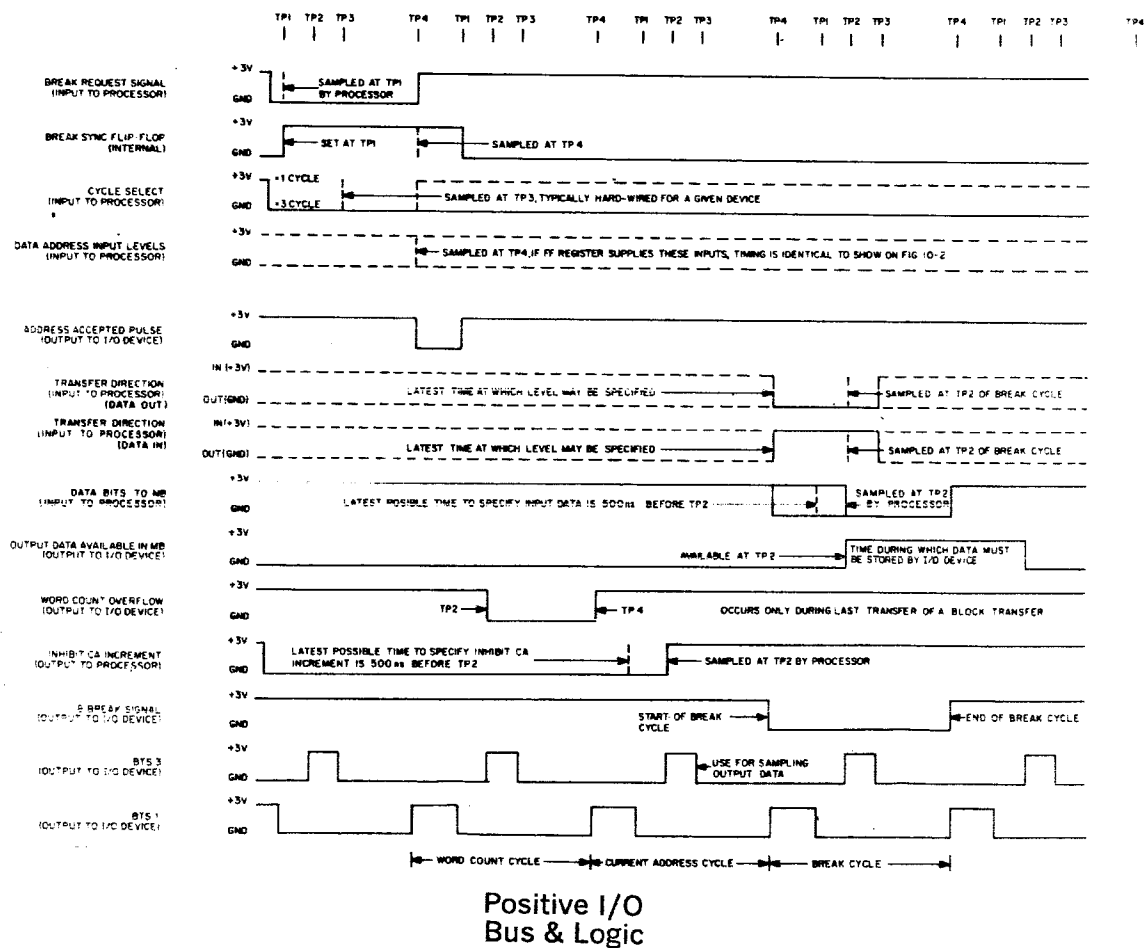 TP1 TP2 TP3 TP4 TP1 TP2 TP3 TP4 TP1 TP2 TP3 TP4 TP1 TP2 TP3 TP4 TP1 TP2 TP3 TP4
BREAK REQUEST SIGNAL
(INPUT TO PROCESSOR)
+3V
GND
SAMPLED AT TP1
BY PROCESSOR
BREAK SYNC FLIP-FLOP
(INTERNAL)
+3V
GND
SET AT TP1
SAMPLED AT TP4
CYCLE SELECT
(INPUT TO PROCESSOR)
+3V
GND
=1 CYCLE
=3 CYCLE
SAMPLED AT TP3, TYPICALLY HARD-WIRED FOR A GIVEN DEVICE
DATA ADDRESS INPUT LEVELS
(INPUT TO PROCESSOR)
+3V
GND
SAMPLED AT TP4, IF FF REGISTER SUPPLIES THESE INPUTS, TIMING IS IDENTICAL TO SHOW ON FIG 10-2
ADDRESS ACCEPTED PULSE
(OUTPUT TO I/O DEVICE)
+3V
GND
TRANSFER DIRECTION
(INPUT TO PROCESSOR)
(DATA OUT)
IN (+3V)
OUT(GND)
LATEST TIME AT WHICH LEVEL MAY BE SPECIFIED
SAMPLED AT TP2 OF BREAK CYCLE
TRANSFER DIRECTION
(INPUT TO PROCESSOR)
(DATA IN)
IN(+3V)
OUT(GND)
LATEST TIME AT WHICH LEVEL MAY BE SPECIFIED
SAMPLED AT TP2 OF BREAK CYCLE
DATA BITS TO MB
(INPUT TO PROCESSOR)
+3V
GND
LATEST POSIBLE TIME TO SPECIFY INPUT DATA IS 500ns BEFORE TP2
SAMPLED AT TP2
BY PROCESSOR
OUTPUT DATA AVAILABLE IN MB
(OUTPUT TO I/O DEVICE)
+3V
GND
AVAILABLE AT TP2
TIME DURING WHICH DATA MUST
BE STORED BY I/O DEVICE
WORD COUNT OVERFLOW
(OUTPUT TO I/O DEVICE)
+3V
GND
TP2
TP4
OCCURS ONLY DURING LAST TRANSFER OF A BLOCK TRANSFER
INHIBIT CA INCREMENT
(OUTPUT TO PROCESSOR)
+3V
GND
LATEST POSSIBLE TIME TO SPECIFY INHIBIT CA
INCREMENT IS 500 ns BEFORE TP2
SAMPLED AT TP2 BY PROCESSOR
B BREAK SIGNAL
(OUTPUT TO I/O DEVICE)
+3V
GND
START OF BREAK
CYCLE
END OF BREAK CYCLE
BTS 3
(OUTPUT TO I/O DEVICE)
+3V
GND
USE FOR SAMPLING
OUTPUT DATA
BTS 1
(OUTPUT TO I/O DEVICE)
+3V
GND
WORD COUNT CYCLE
CURRENT ADDRESS CYCLE
BREAK CYCLE
Positive I/O
Bus & Logic